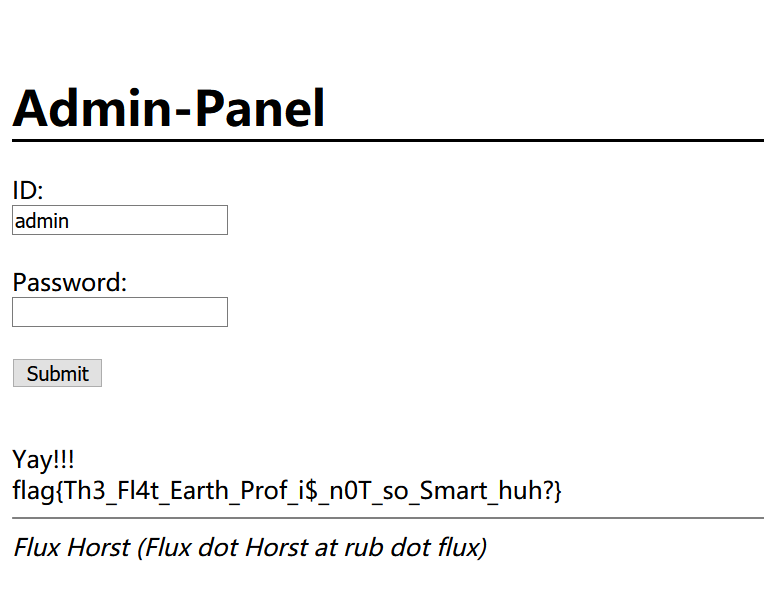 Admin-Panel
ID:
admin
Password:
Submit
Yay!!!
flag{Th3_Fl4t_Earth_Prof_i$_n0T_so_Smart_huh?}
Flux Horst (Flux dot Horst at rub dot flux)